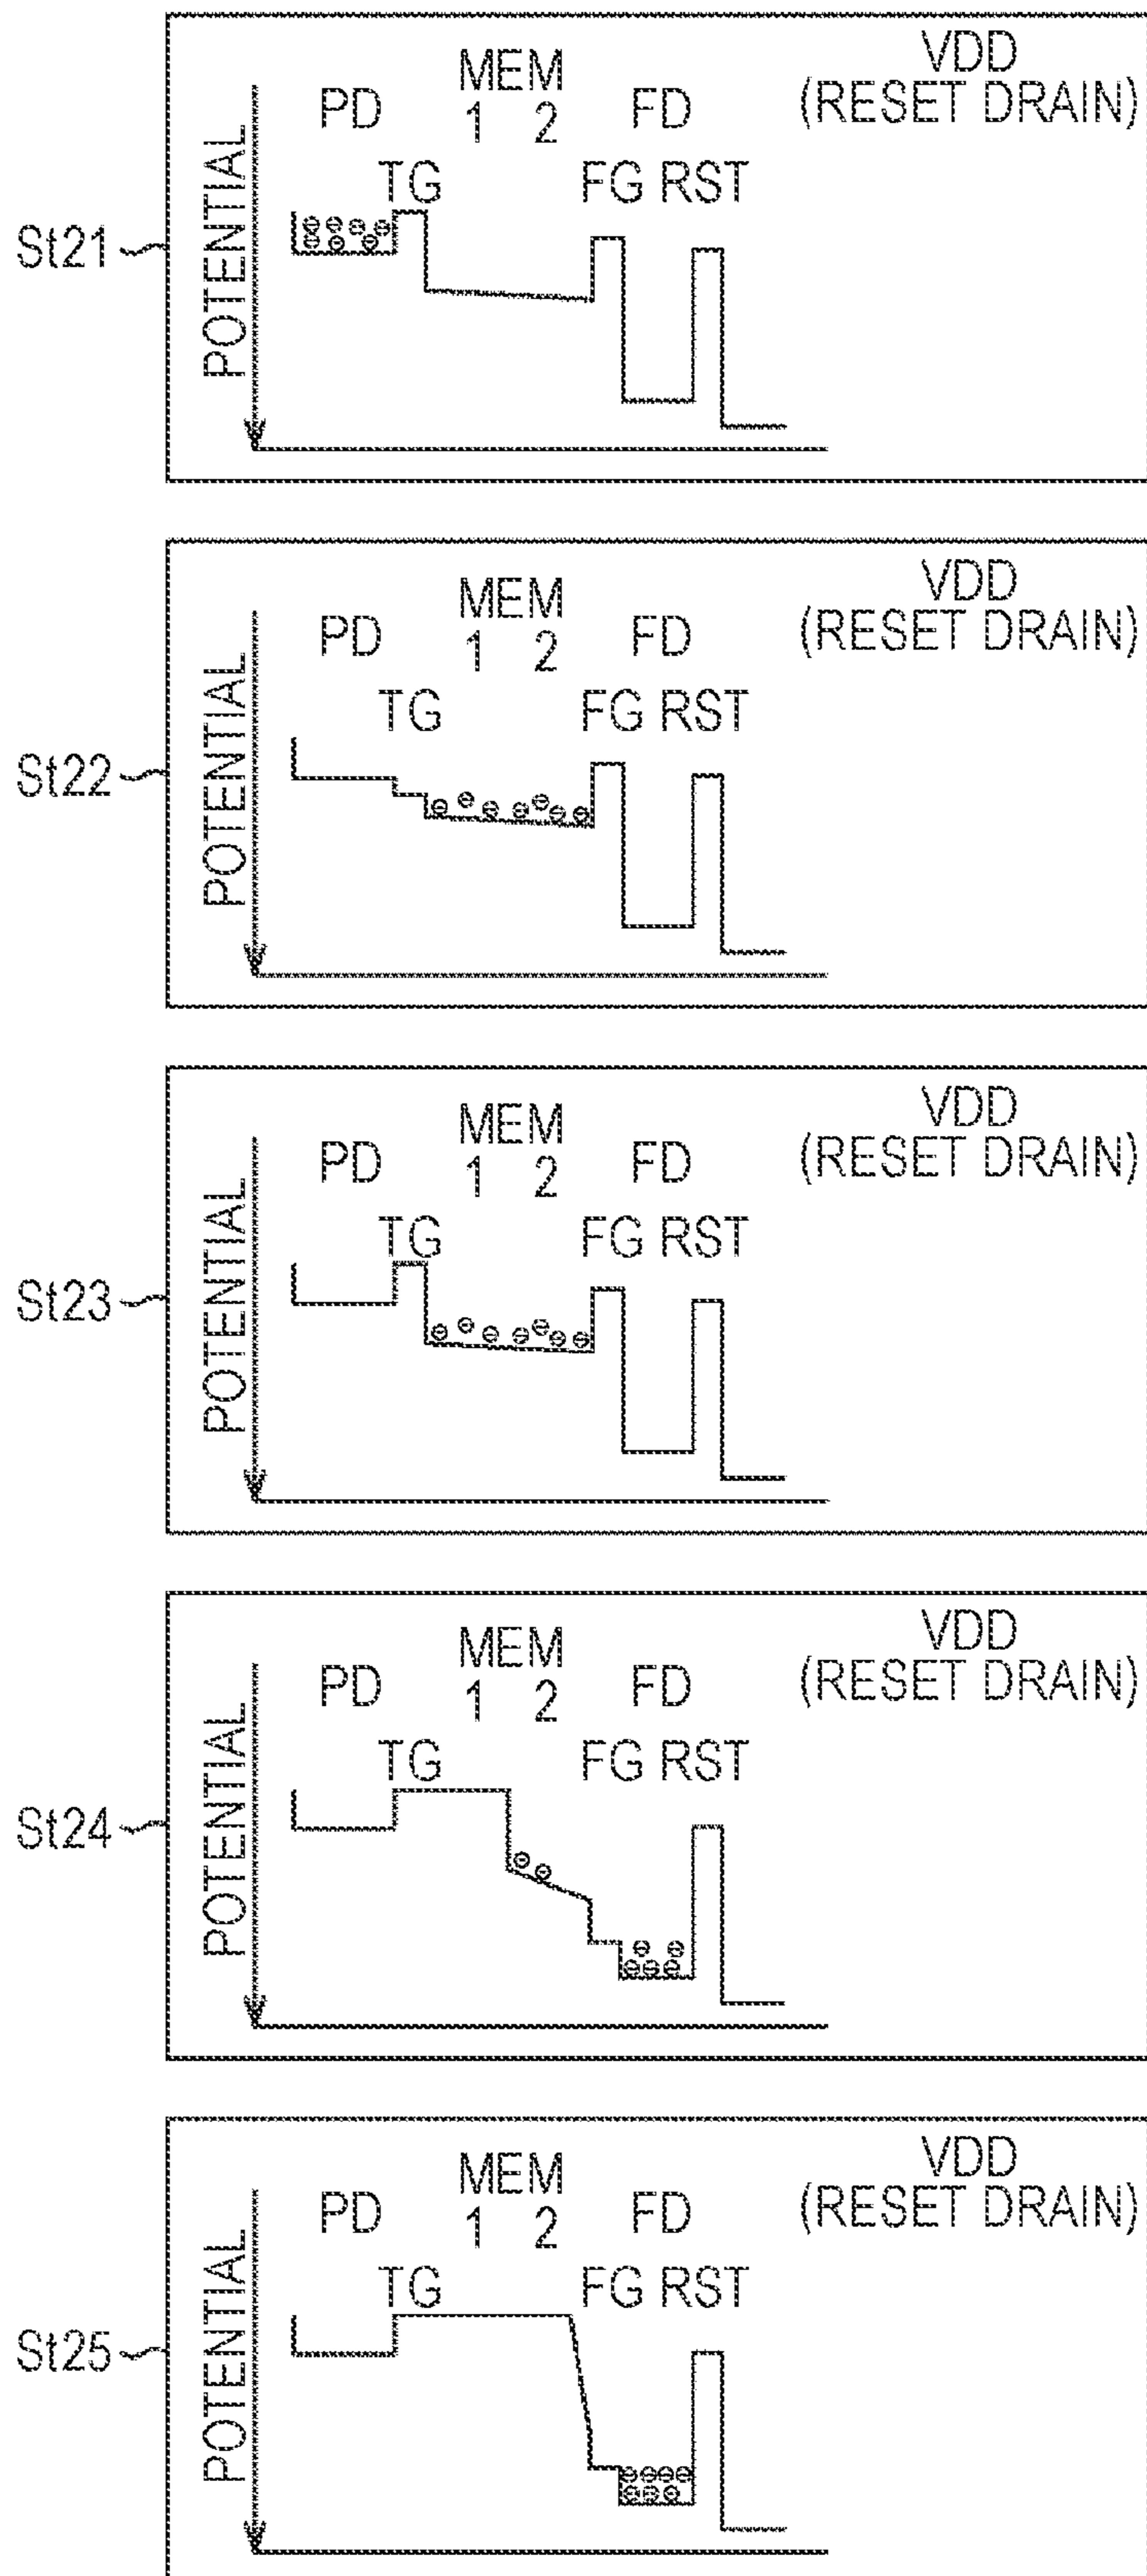 St21
POTENTIAL
PD
MEM
1 2
FD
VDD
(RESET DRAIN)
TG
FG RST
St22
POTENTIAL
PD
MEM
1 2
FD
VDD
(RESET DRAIN)
TG
FG RST
St23
POTENTIAL
PD
MEM
1 2
FD
VDD
(RESET DRAIN)
TG
FG RST
St24
POTENTIAL
PD
MEM
1 2
FD
VDD
(RESET DRAIN)
TG
FG RST
St25
POTENTIAL
PD
MEM
1 2
FD
VDD
(RESET DRAIN)
TG
FG RST